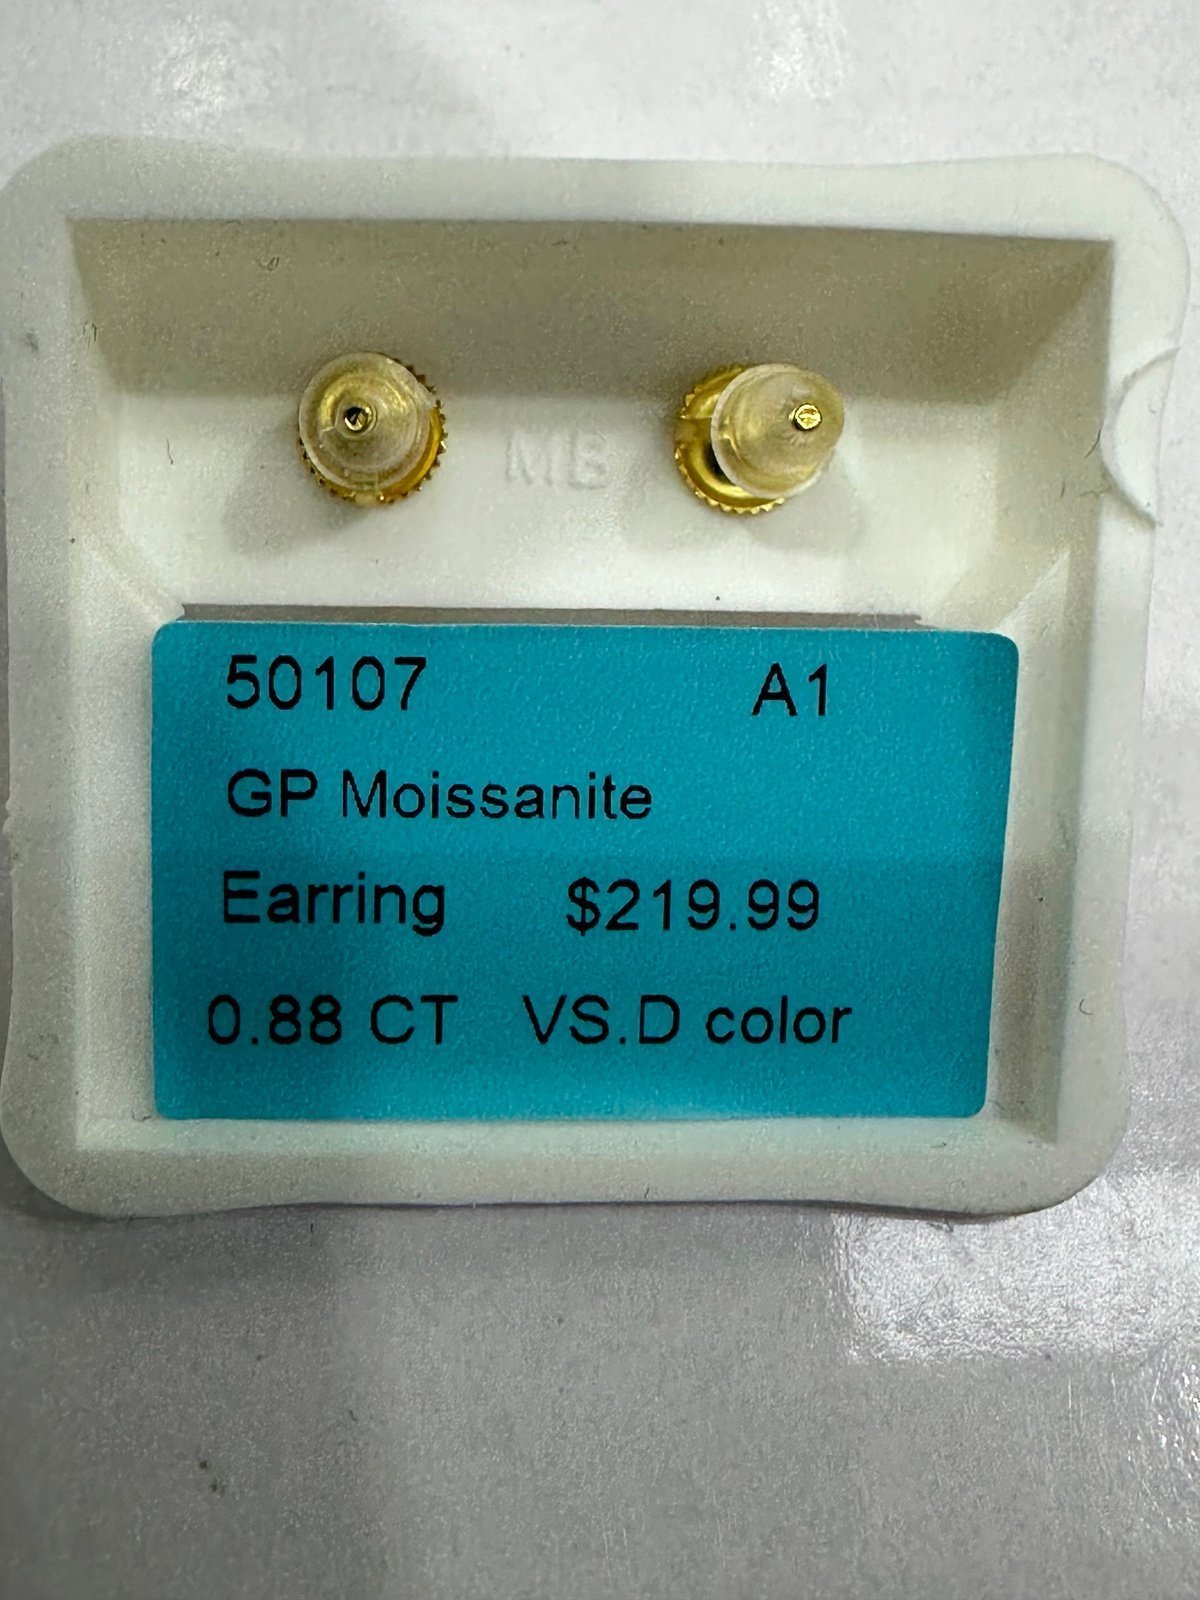 MB
50107 A1
GP Moissanite
Earring $219.99
0.88 CT VS.D color